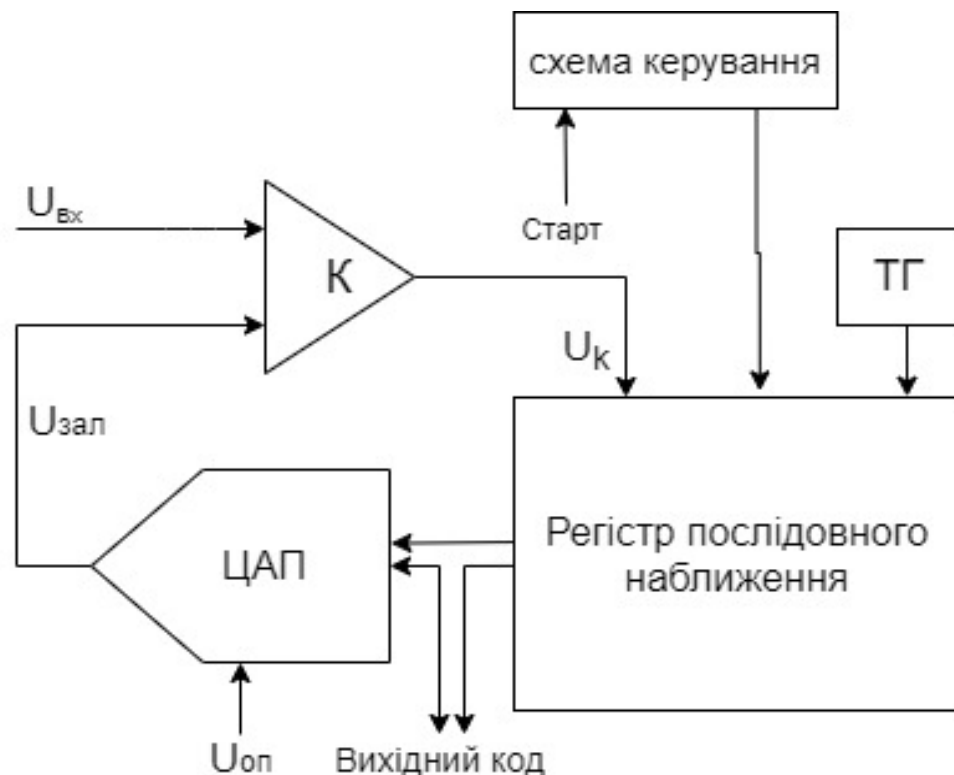 схема керування
Старт
Uвх
К
ТГ
Uk
Uзал
Регістр послідовного
наближення
ЦАП
Uоп
Вихідний код